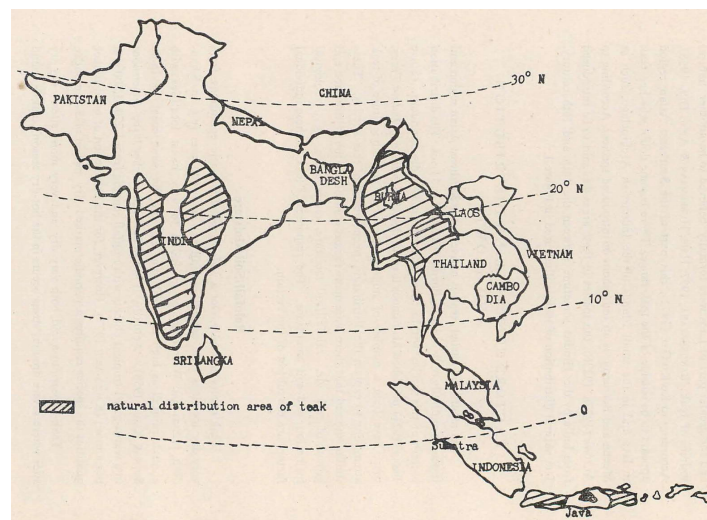 30° N
CHINA
PAKISTAN
NEPAL
BANGLA
DESH
20° N
BURMA
LAOS
INDIA
VIETNAM
THAILAND
CAMBO
DIA
10° N
SRILANGKA
MALAYSIA
natural distribution area of teak
0
Sumatra
INDONESIA
Java